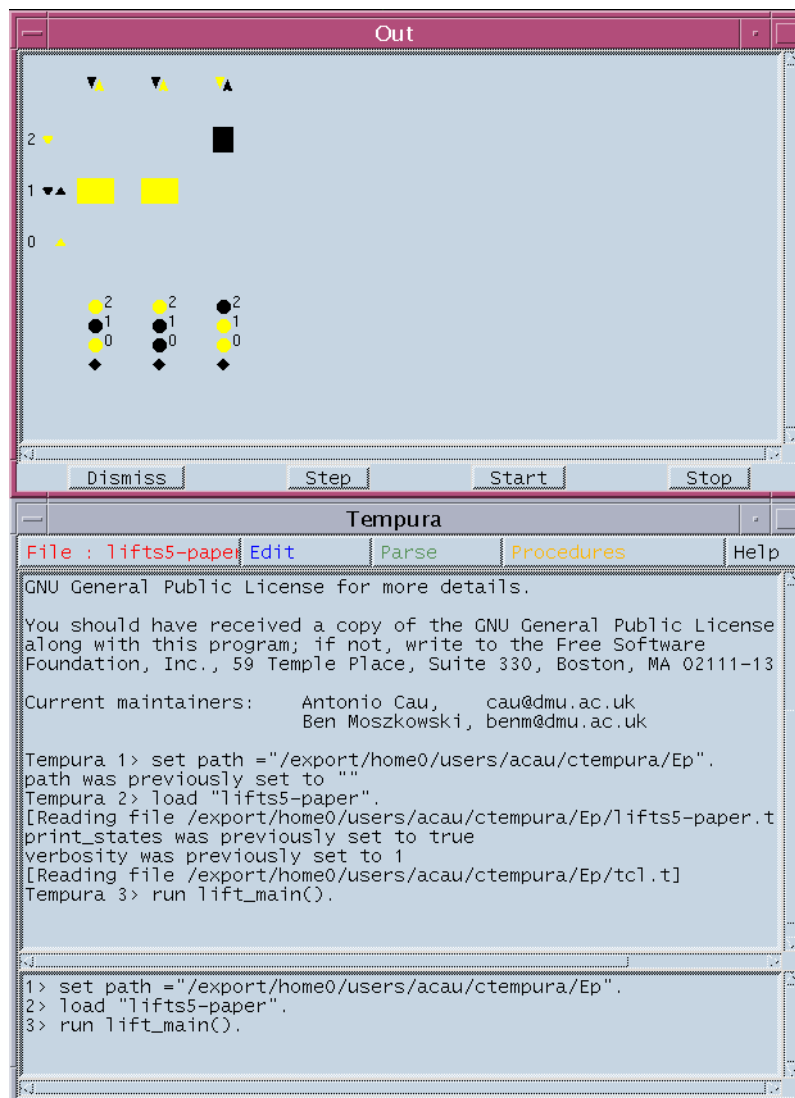 Out
2
1
0
2 2 2
1 1 1
0 0 0
Dismiss Step Start Stop
Tempura
File : lifts5-paper Edit Parse Procedures Help
GNU General Public License for more details.
You should have received a copy of the GNU General Public License
along with this program; if not, write to the Free Software
Foundation, Inc., 59 Temple Place, Suite 330, Boston, MA 02111-13
Current maintainers: Antonio Cau, cau@dmu.ac.uk
Ben Moszkowski, benm@dmu.ac.uk
Tempura 1> set path ="/export/home0/users/acau/ctempura/Ep".
path was previously set to ""
Tempura 2> load "lifts5-paper".
[Reading file /export/home0/users/acau/ctempura/Ep/lifts5-paper.t
print_states was previously set to true
verbosity was previously set to 1
[Reading file /export/home0/users/acau/ctempura/Ep/tcl.t]
Tempura 3> run lift_main().
1> set path ="/export/home0/users/acau/ctempura/Ep".
2> load "lifts5-paper".
3> run lift_main().